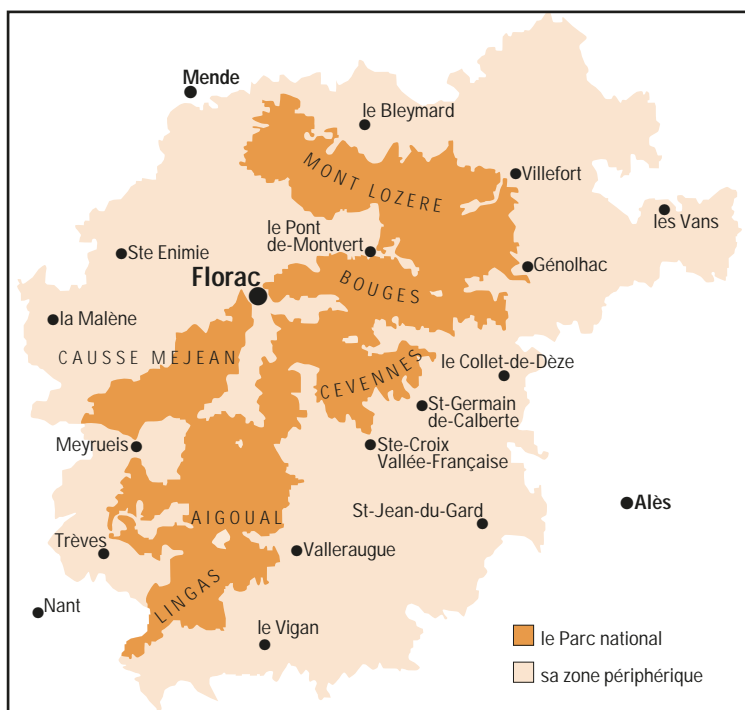 Mende
le Bleymard
MONT LOZERE
Villefort
les Vans
le Pont
de-Montvert
Ste Enimie
Génolhac
Florac
BOUGES
la Malène
CAUSSE MEJEAN
le Collet-de-Dèze
CEVENNES
St-Germain
de-Calberte
Meyrueis
Ste-Croix
Vallée-Française
Alès
St-Jean-du-Gard
AIGOUAL
Trèves
Valleraugue
LINGAS
Nant
le Vigan
le Parc national
sa zone périphérique